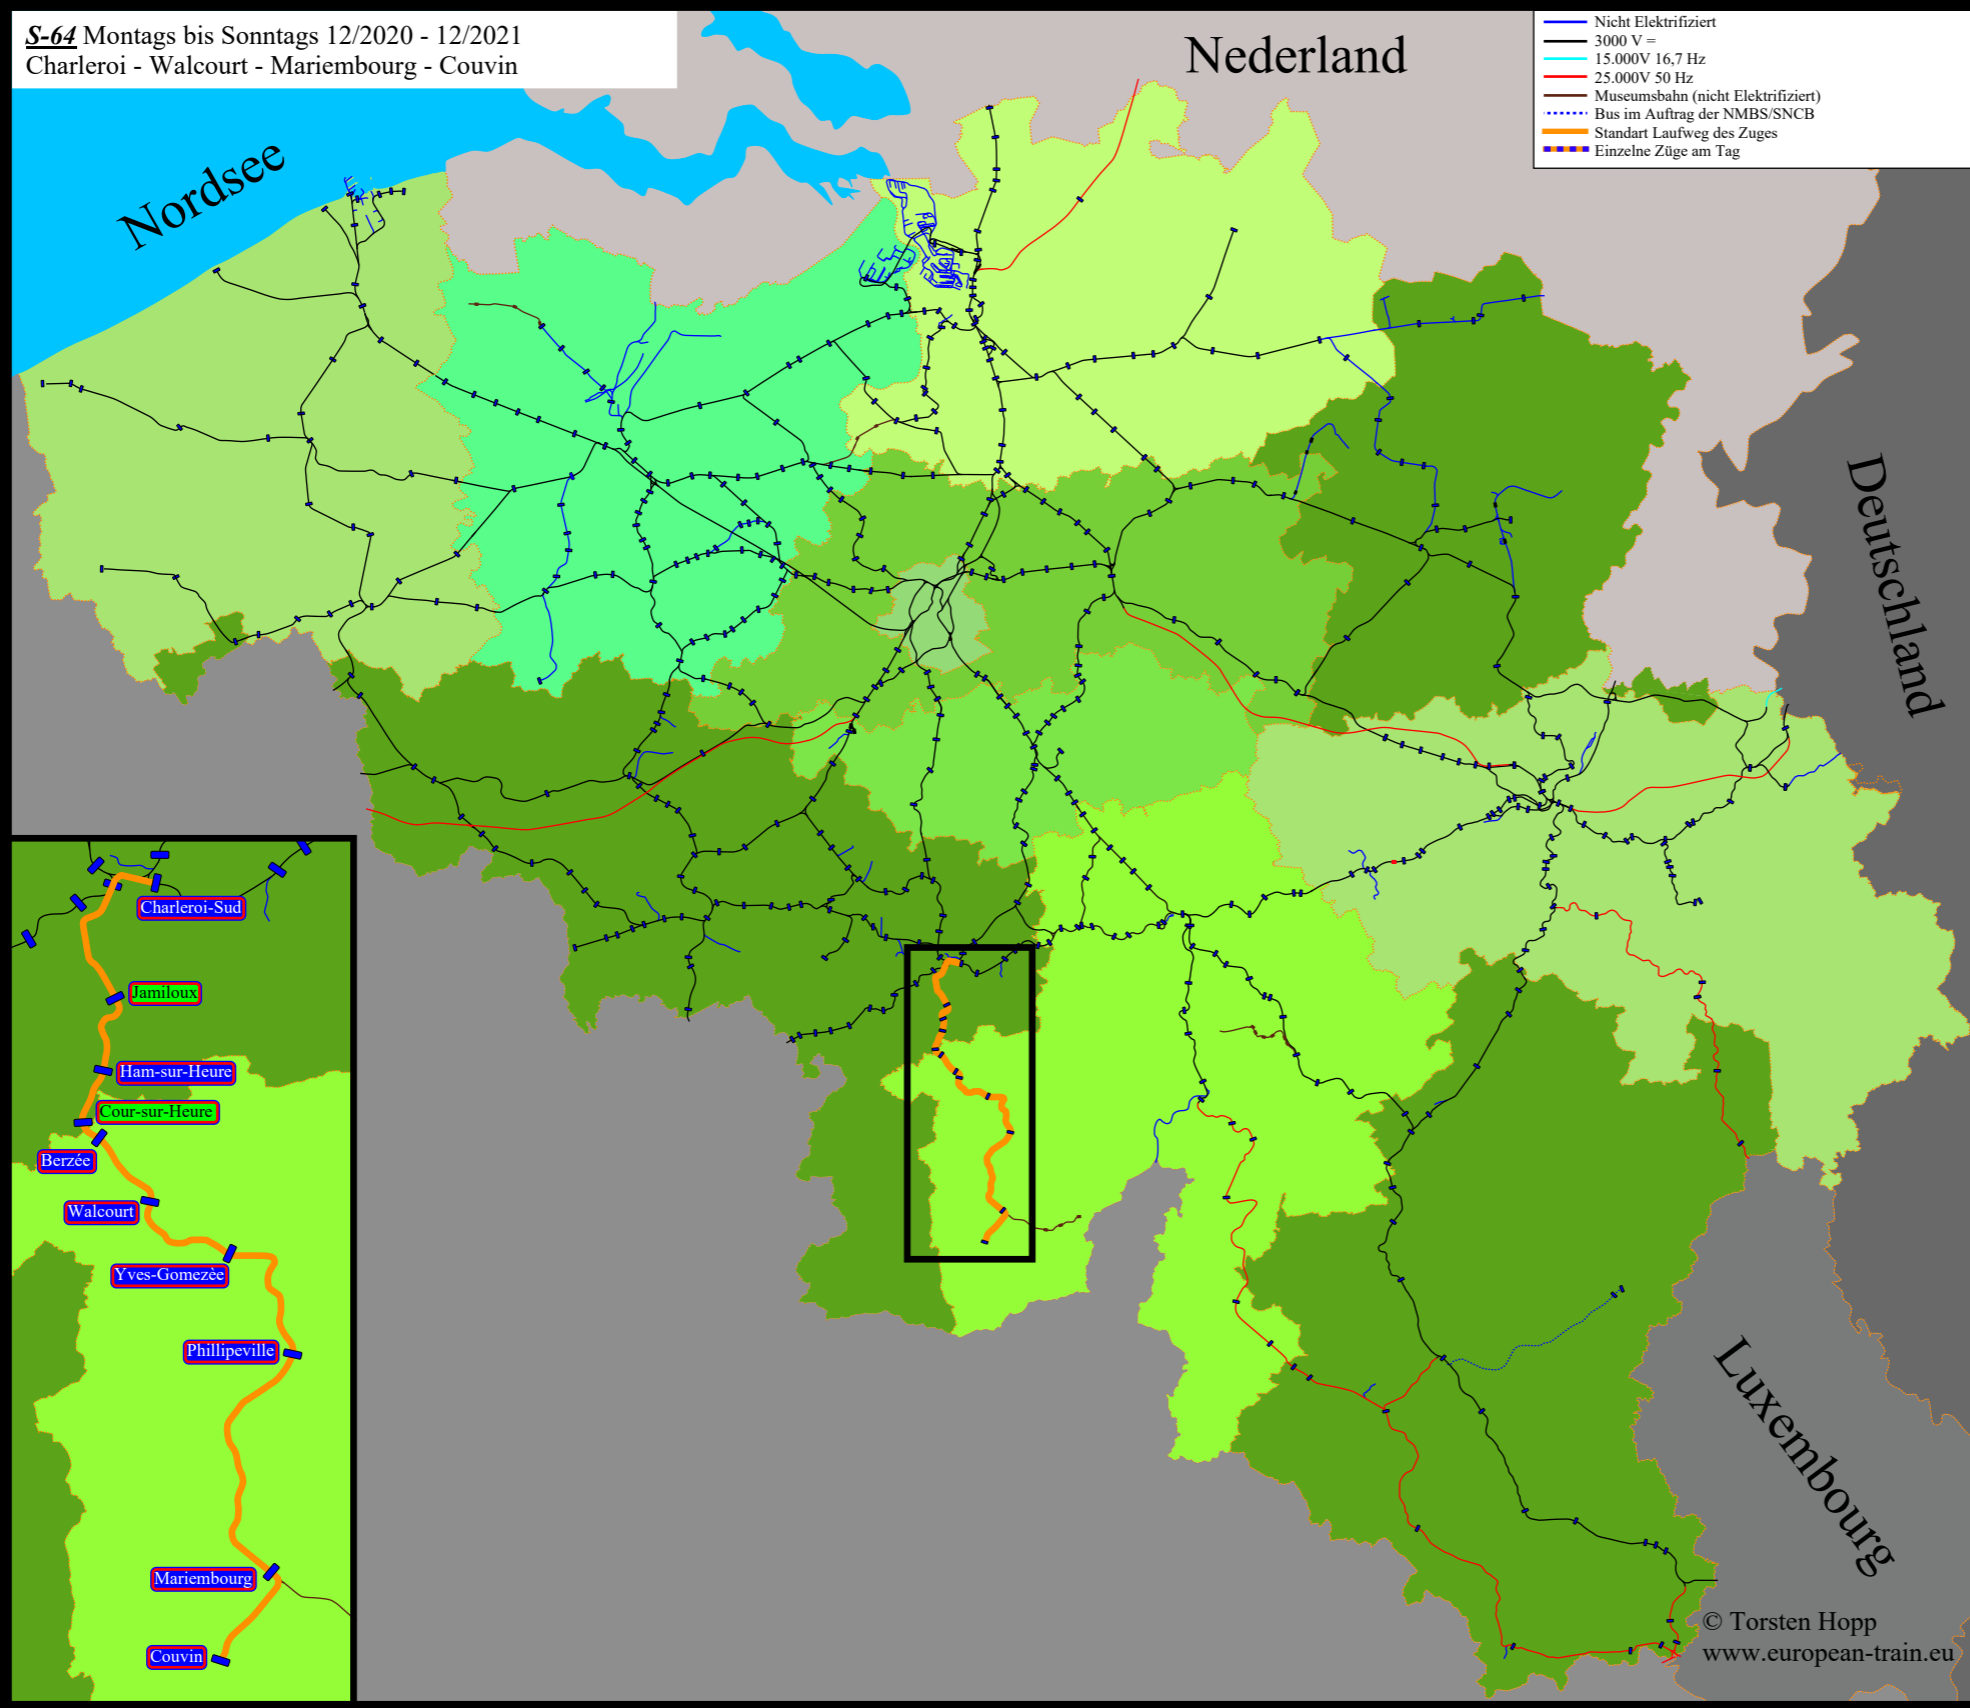 S-64 Montags bis Sonntags 12/2020 - 12/2021
Charleroi - Walcourt - Mariembourg - Couvin
Nederland
Nicht Elektrifiziert
3000 V =
15.000V 16,7 Hz
25.000V 50 Hz
Museumsbahn (nicht Elektrifiziert)
Bus im Auftrag der NMBS/SNCB
Standart Laufweg des Zuges
Einzelne Züge am Tag
Nordsee
Deutschland
Charleroi-Sud
Jamiloux
Ham-sur-Heure
Cour-sur-Heure
Berzée
Walcourt
Yves-Gomezèe
Phillipeville
Mariembourg
Couvin
Luxembourg
© Torsten Hopp
www.european-train.eu